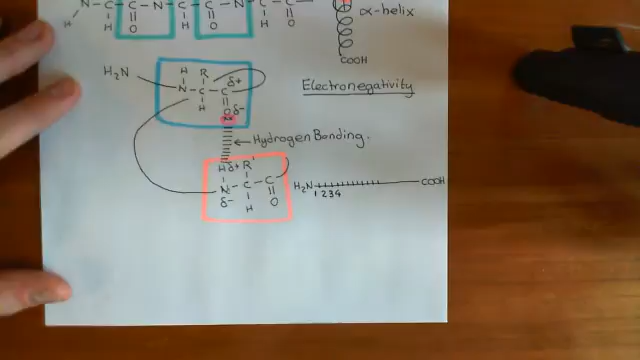 N-C-C-N-C-C-N-C-C
H H O H O H O
α-helix
COOH
H₂N
H R δ+
N-C-C
H O δ-
Electronegativity
Hydrogen Bonding.
H δ+ R'
N-C-C
δ- H O
H₂N COOH
1 2 3 4